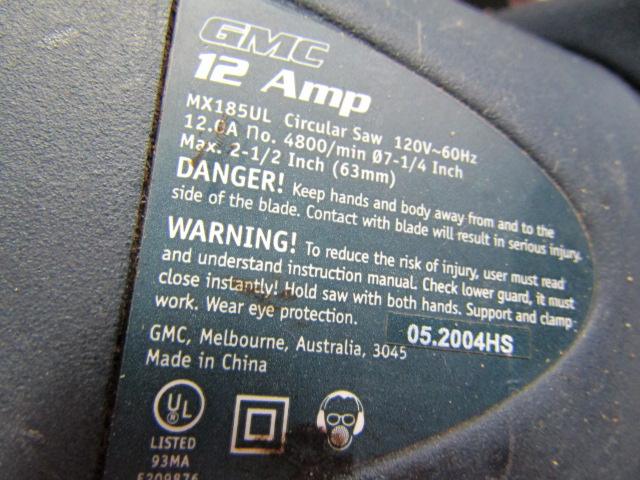 GMC
12 Amp
MX185UL Circular Saw 120V~60Hz
12.0A no. 4800/min Ø7-1/4 Inch
Max. 2-1/2 Inch (63mm)
DANGER! Keep hands and body away from and to the
side of the blade. Contact with blade will result in serious injury.
WARNING! To reduce the risk of injury, user must read
and understand instruction manual. Check lower guard, it must
close instantly! Hold saw with both hands. Support and clamp
work. Wear eye protection.
05.2004HS
GMC, Melbourne, Australia, 3045
Made in China
UL
LISTED
93MA
E209876